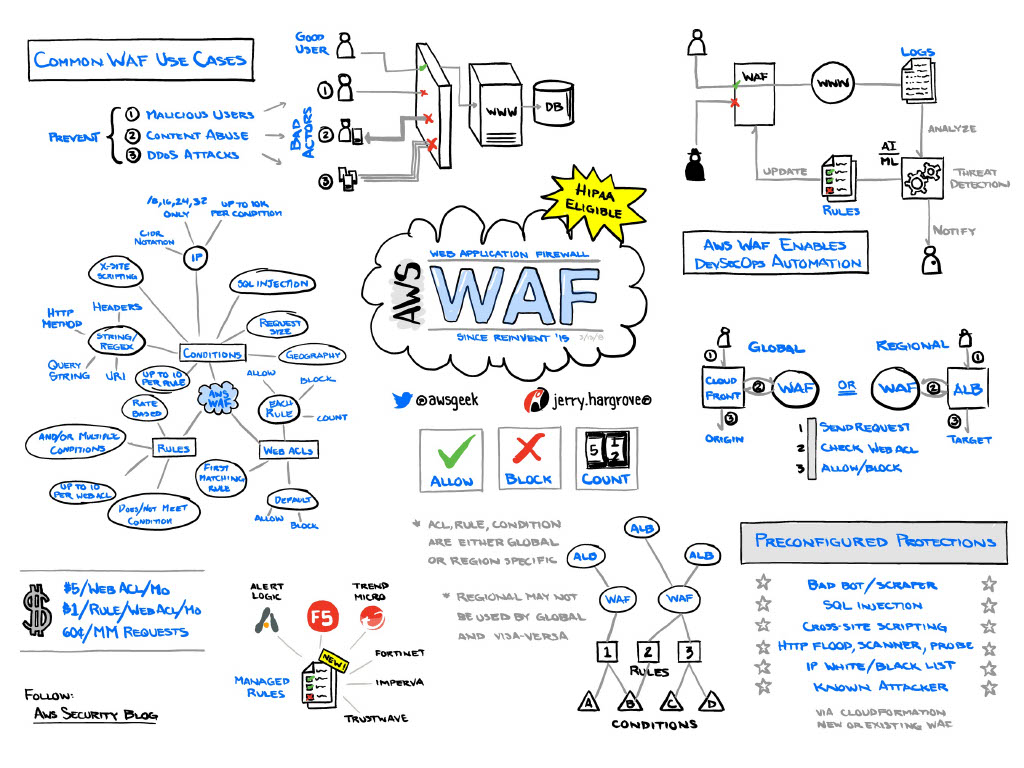 COMMON WAF USE CASES
PREVENT
1 MALICIOUS USERS
2 CONTENT ABUSE
3 DDOS ATTACKS
GOOD
USER
BAD
ACTORS
1
2
3
WWW
DB
WAF
WWW
LOGS
ANALYZE
AI
ML
THREAT
DETECTION
UPDATE
RULES
NOTIFY
AWS WAF ENABLES
DEVSECOPS AUTOMATION
HIPAA
ELIGIBLE
WEB APPLICATION FIREWALL
AWS
WAF
SINCE REINVENT '15
@awsgeek
jerry.hargrove@
ALLOW
BLOCK
5 1 2
COUNT
/8,16,24,32
ONLY
UP TO 10K
PER CONDITION
CIDR
NOTATION
IP
X-SITE
SCRIPTING
SQL INJECTION
HTTP
METHOD
HEADERS
STRING/
REGEX
QUERY
STRING
URI
REQUEST
SIZE
CONDITIONS
GEOGRAPHY
UP TO 10
PER RULE
AWS
WAF
ALLOW
BLOCK
EACH
RULE
COUNT
RATE
BASED
AND/OR MULTIPLE
CONDITIONS
RULES
WEB ACLS
UP TO 10
PER WEB ACL
FIRST
MATCHING
RULE
DOES/NOT MEET
CONDITION
DEFAULT
ALLOW
BLOCK
GLOBAL
REGIONAL
1
CLOUD
FRONT
2
WAF
3
ORIGIN
OR
WAF
2
ALB
1
3
TARGET
1 SEND REQUEST
2 CHECK WEB ACL
3 ALLOW/BLOCK
$
$5/WEB ACL/MO
$1/RULE/WEB ACL/MO
60¢/MM REQUESTS
FOLLOW:
AWS SECURITY BLOG
ALERT
LOGIC
F5
TREND
MICRO
NEW!
MANAGED
RULES
FORTINET
IMPERVA
TRUSTWAVE
* ACL, RULE, CONDITION
ARE EITHER GLOBAL
OR REGION SPECIFIC
* REGIONAL MAY NOT
BE USED BY GLOBAL
AND VISA-VERSA
ALB
ALB
ALB
WAF
WAF
1
2
3
RULES
A
B
C
D
CONDITIONS
PRECONFIGURED PROTECTIONS
BAD BOT/SCRAPER
SQL INJECTION
CROSS-SITE SCRIPTING
HTTP FLOOD, SCANNER, PROBE
IP WHITE/BLACK LIST
KNOWN ATTACKER
VIA CLOUDFORMATION
NEW OR EXISTING WAF